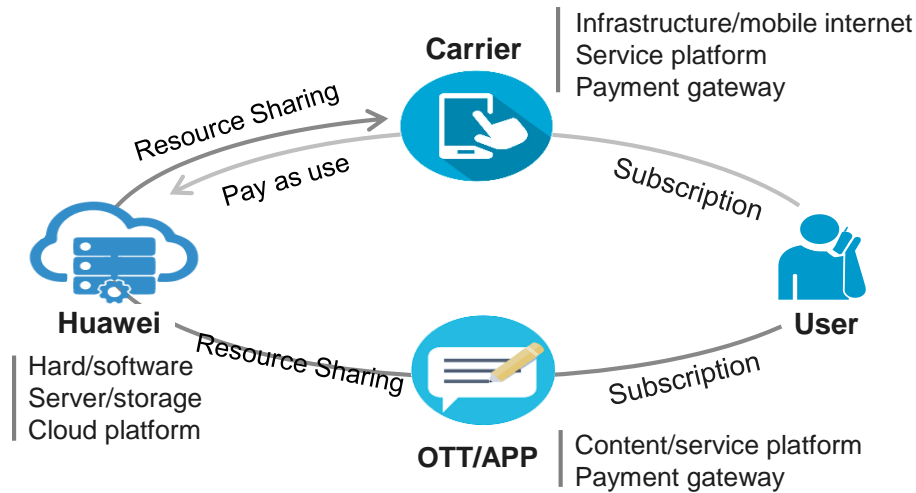 Infrastructure/mobile internet
Carrier
Service platform
Payment gateway
Resource Sharing
Pay as use
Subscription
Huawei
User
Hard/software
Server/storage
Cloud platform
Resource Sharing
Subscription
OTT/APP
Content/service platform
Payment gateway